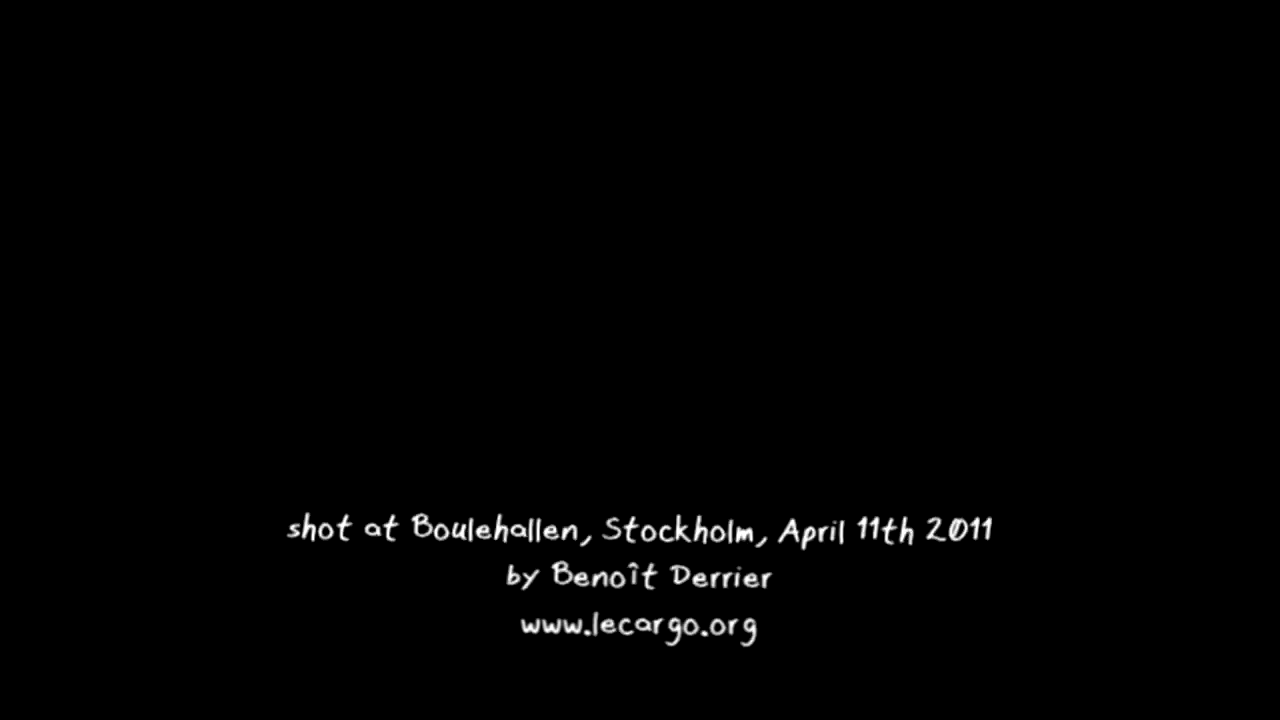 shot at Boulehallen, Stockholm, April 11th 2011
by Benoît Derrier
www.lecargo.org